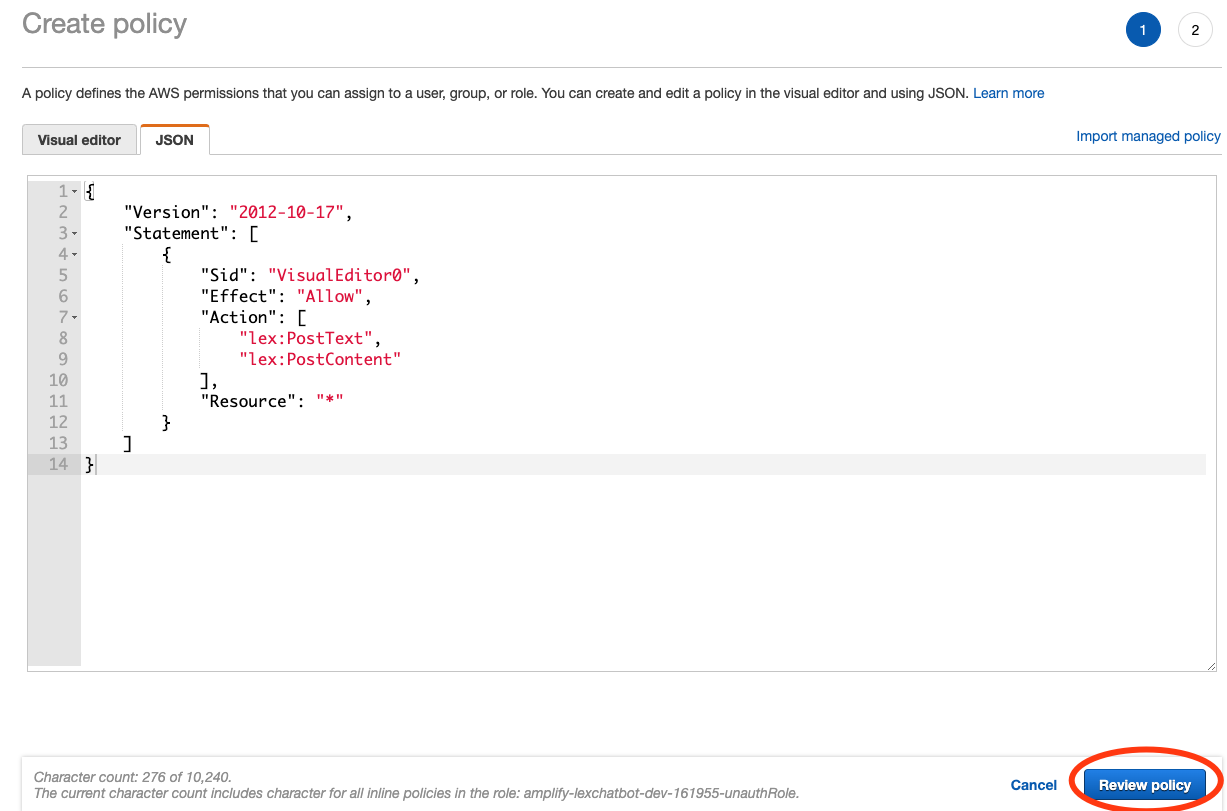 Create policy
1
2
A policy defines the AWS permissions that you can assign to a user, group, or role. You can create and edit a policy in the visual editor and using JSON. Learn more
Visual editor
JSON
Import managed policy
1 {
2     "Version": "2012-10-17",
3     "Statement": [
4         {
5             "Sid": "VisualEditor0",
6             "Effect": "Allow",
7             "Action": [
8                 "lex:PostText",
9                 "lex:PostContent"
10             ],
11             "Resource": "*"
12         }
13     ]
14 }
Character count: 276 of 10,240.
The current character count includes character for all inline policies in the role: amplify-lexchatbot-dev-161955-unauthRole.
Cancel
Review policy